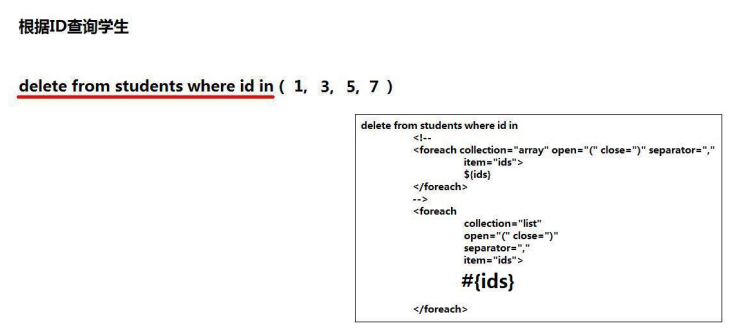 根据ID查询学生
delete from students where id in ( 1, 3, 5, 7 )
delete from students where id in
<!--
<foreach collection="array" open="(" close=")" separator=","
item="ids">
$(ids)
</foreach>
-->
<foreach
collection="list"
open="(" close=")"
separator=","
item="ids">
#{ids}
</foreach>